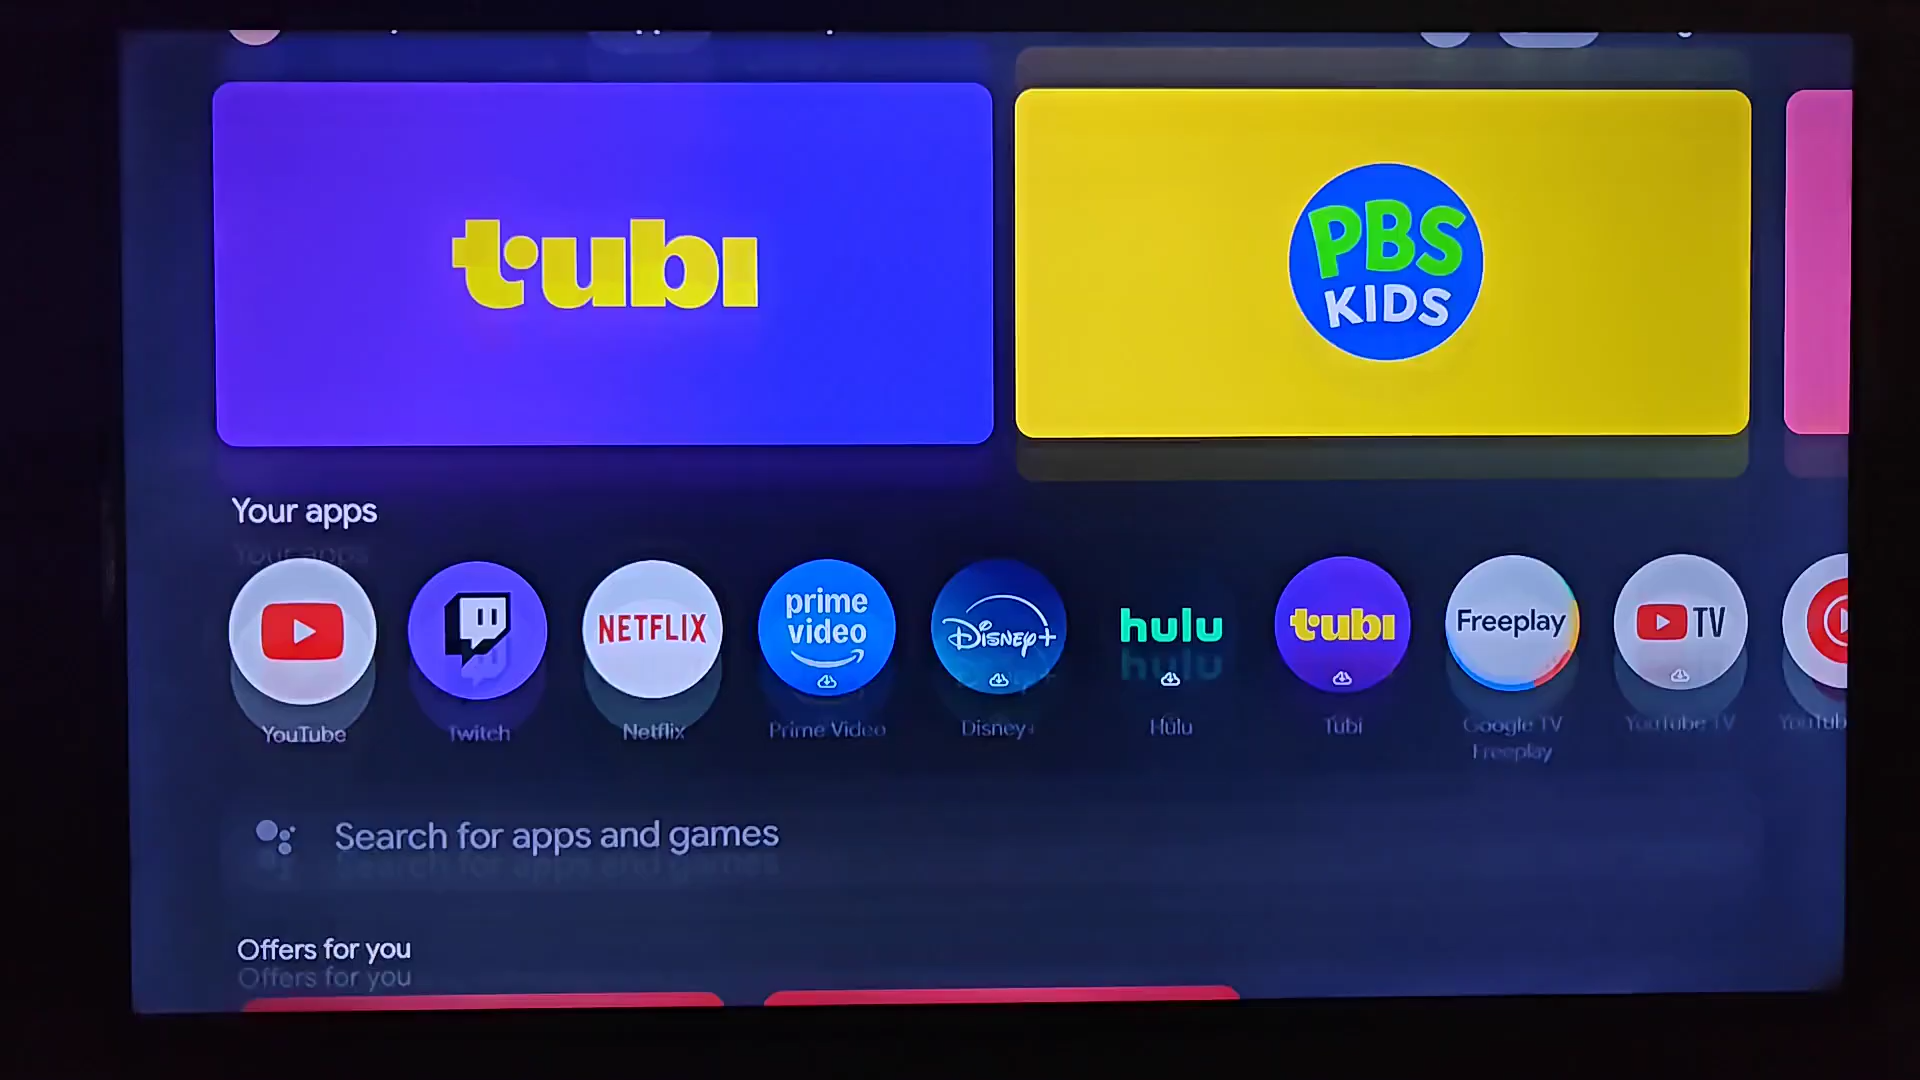 tubi
PBS
KIDS
Your apps
NETFLIX
prime
video
Disney+
hulu
tubi
Freeplay
TV
YouTube
Twitch
Netflix
Prime Video
Disney+
Hulu
Tubi
Google TV
Freeplay
YouTube TV
YouTub
Search for apps and games
Offers for you